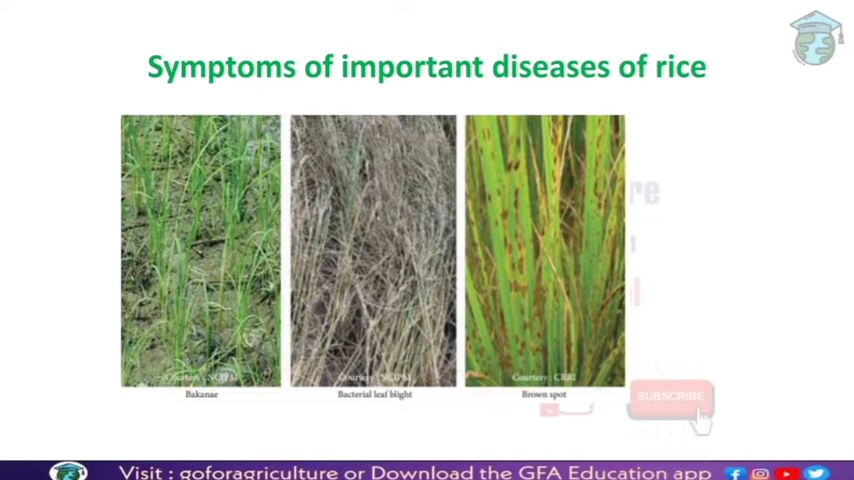 Symptoms of important diseases of rice
re
Courtesy : NCIPM
Courtesy : NCIPM
Courtesy : CRRI
Bakanae
Bacterial leaf blight
Brown spot
SUBSCRIBE
Visit : goforagriculture or Download the GFA Education app